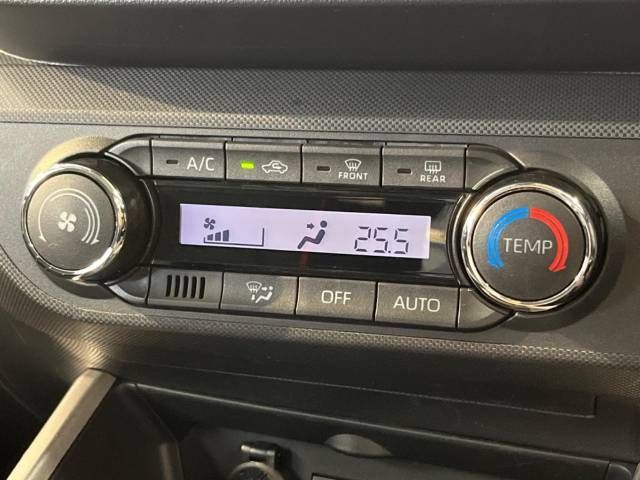 A/C
FRONT
REAR
25.5
TEMP
OFF
AUTO